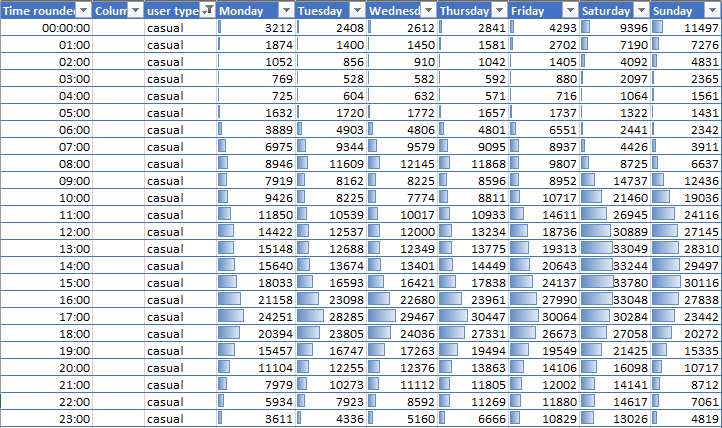 Time rounde Colum user type Monday Tuesday Wednesd Thursday Friday Saturday Sunday
00:00:00 casual 3212 2408 2612 2841 4293 9396 11497
01:00 casual 1874 1400 1450 1581 2702 7190 7276
02:00 casual 1052 856 910 1042 1405 4092 4831
03:00 casual 769 528 582 592 880 2097 2365
04:00 casual 725 604 632 571 716 1064 1561
05:00 casual 1632 1720 1772 1657 1737 1322 1431
06:00 casual 3889 4903 4806 4801 6551 2441 2342
07:00 casual 6975 9344 9579 9095 8937 4426 3911
08:00 casual 8946 11609 12145 11868 9807 8725 6637
09:00 casual 7919 8162 8225 8596 8952 14737 12436
10:00 casual 9426 8225 7774 8811 10717 21460 19036
11:00 casual 11850 10539 10017 10933 14611 26945 24116
12:00 casual 14422 12537 12000 13234 18736 30889 27145
13:00 casual 15148 12688 12349 13775 19313 33049 28310
14:00 casual 15640 13674 13401 14449 20643 33244 29497
15:00 casual 18033 16593 16421 17838 24137 33780 30116
16:00 casual 21158 23098 22680 23961 27990 33048 27838
17:00 casual 24251 28285 29467 30447 30064 30284 23442
18:00 casual 20394 23805 24036 27331 26673 27058 20272
19:00 casual 15457 16747 17263 19494 19549 21425 15335
20:00 casual 11104 12255 12376 13863 14106 16098 10717
21:00 casual 7979 10273 11112 11805 12002 14141 8712
22:00 casual 5934 7923 8592 11269 11880 14617 7061
23:00 casual 3611 4336 5160 6666 10829 13026 4819